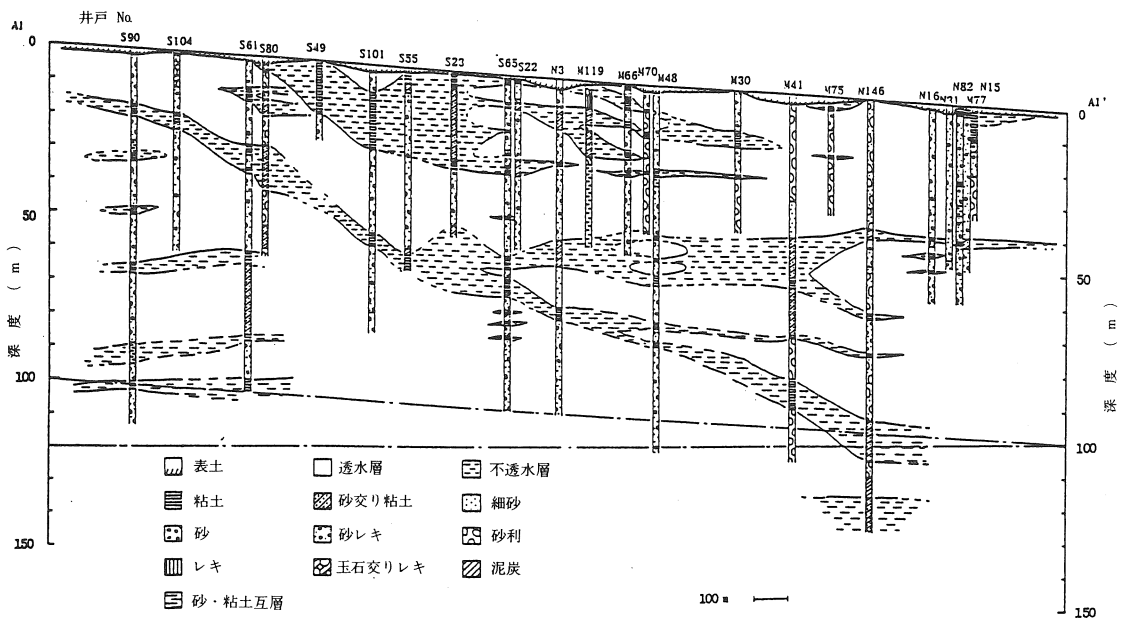 井戸 No.
A1
S90 S104 S61 S80 S49 S101 S55 S23 S65 S22 N3 N119 N66 N70 N48 N30 N41 N75 N146 N16 N31 N82 N77 N15
A1'
0
50
100
150
深度 (m)
0
50
100
150
深度 (m)
表土 透水層 不透水層
粘土 砂交り粘土 細砂
砂 砂レキ 砂利
レキ 玉石交りレキ 泥炭
砂・粘土互層
100 m